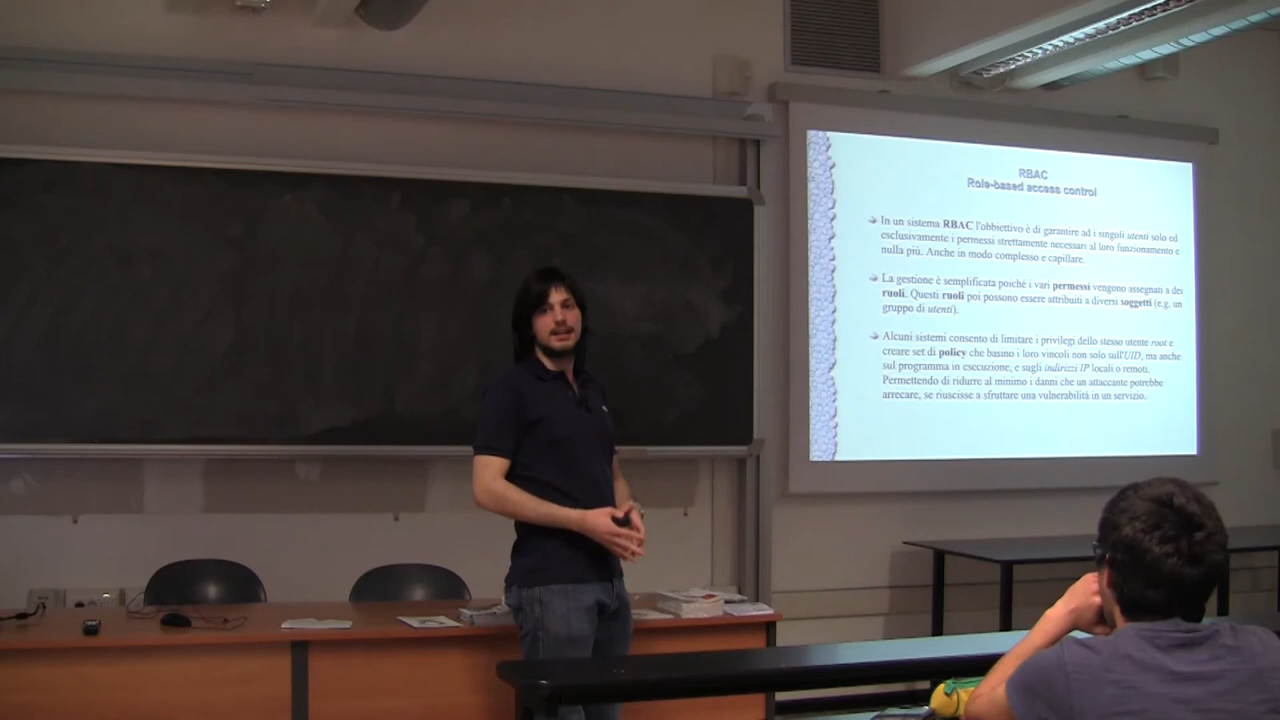 RBAC
Role-based access control
In un sistema RBAC l'obbiettivo è di garantire ad i singoli utenti solo ed
esclusivamente i permessi strettamente necessari al loro funzionamento e
nulla più. Anche in modo complesso e capillare.
La gestione è semplificata poichè i vari permessi vengono assegnati a dei
ruoli. Questi ruoli poi possono essere attribuiti a diversi soggetti (e.g. un
gruppo di utenti).
Alcuni sistemi consento di limitare i privilegi dello stesso utente root e
creare set di policy che basino i loro vincoli non solo sull'UID, ma anche
sul programma in esecuzione, e sugli indirizzi IP locali o remoti.
Permettendo di ridurre al minimo i danni che un attaccante potrebbe
arrecare, se riuscisse a sfruttare una vulnerabilità in un servizio.